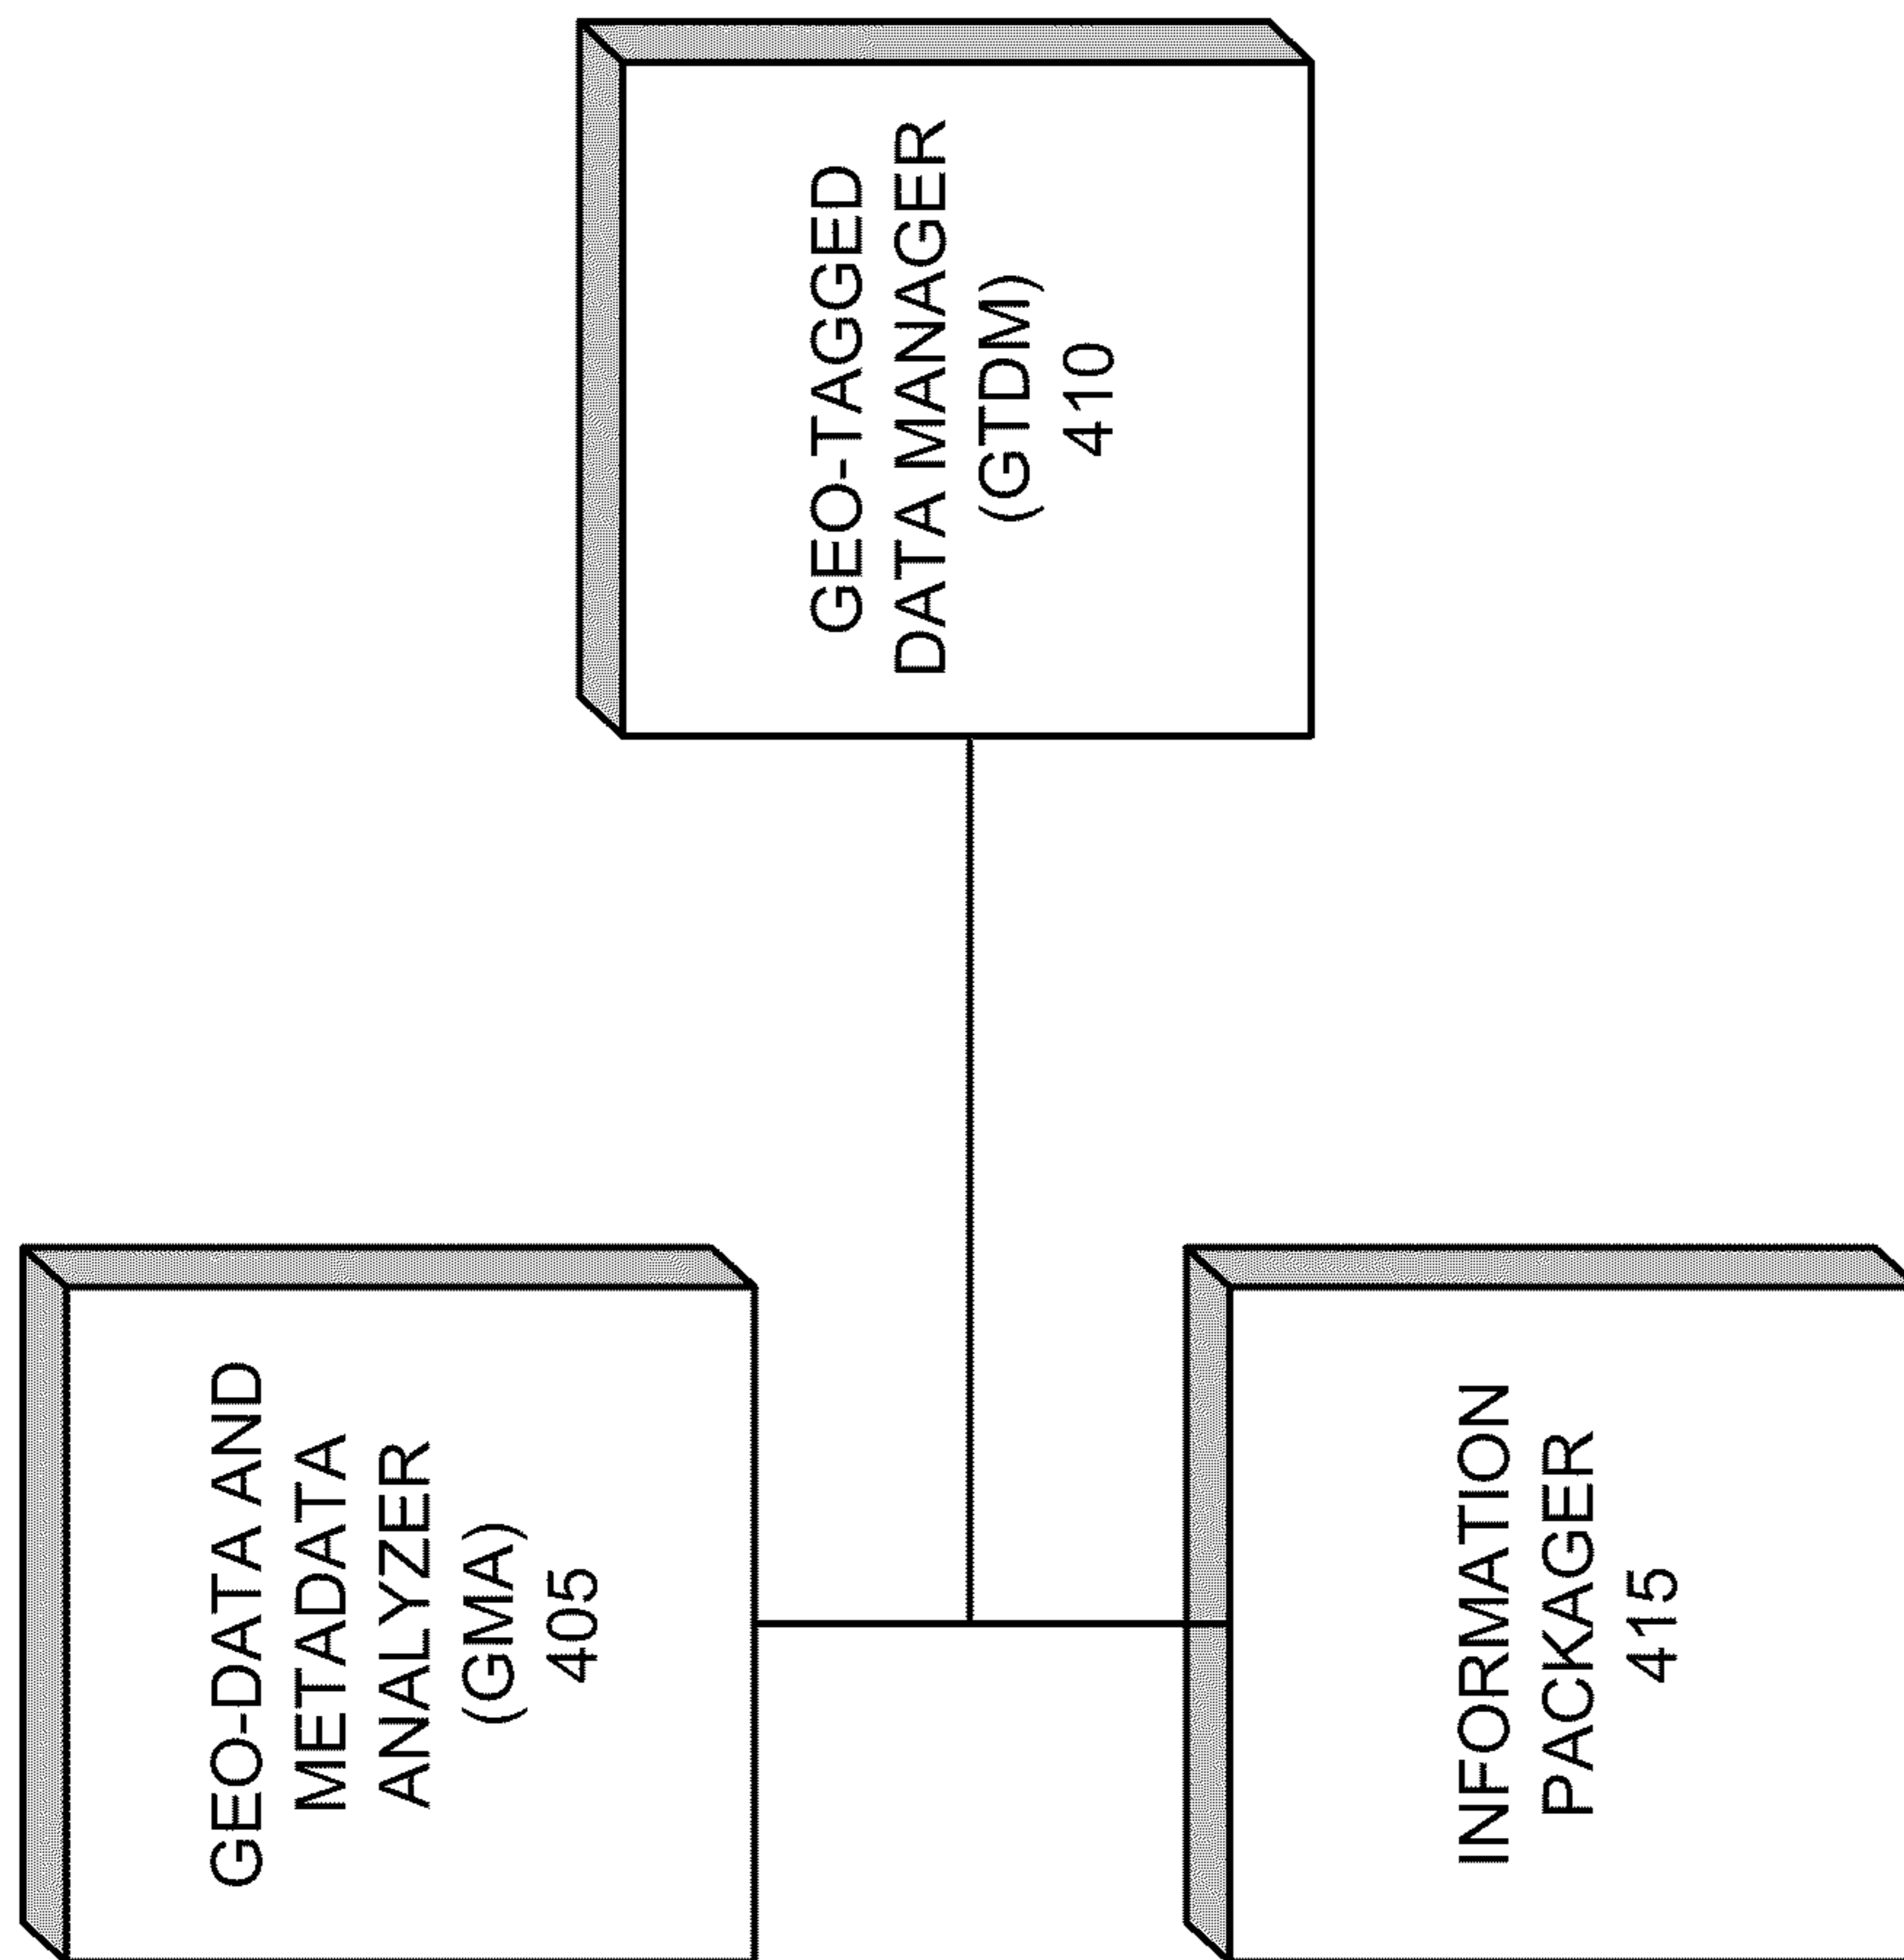 GEO-DATA AND
METADATA
ANALYZER
(GMA)
405
GEO-TAGGED
DATA MANAGER
(GTDM)
410
INFORMATION
PACKAGER
415